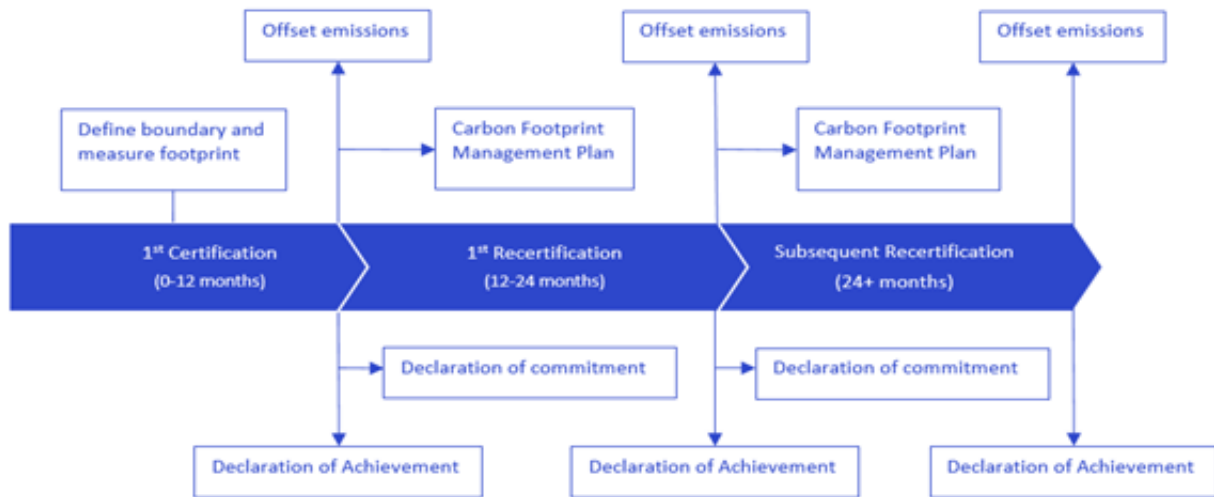 Offset emissions
Offset emissions
Offset emissions
Define boundary and
measure footprint
Carbon Footprint
Management Plan
Carbon Footprint
Management Plan
1st Certification
(0-12 months)
1st Recertification
(12-24 months)
Subsequent Recertification
(24+ months)
Declaration of commitment
Declaration of commitment
Declaration of Achievement
Declaration of Achievement
Declaration of Achievement